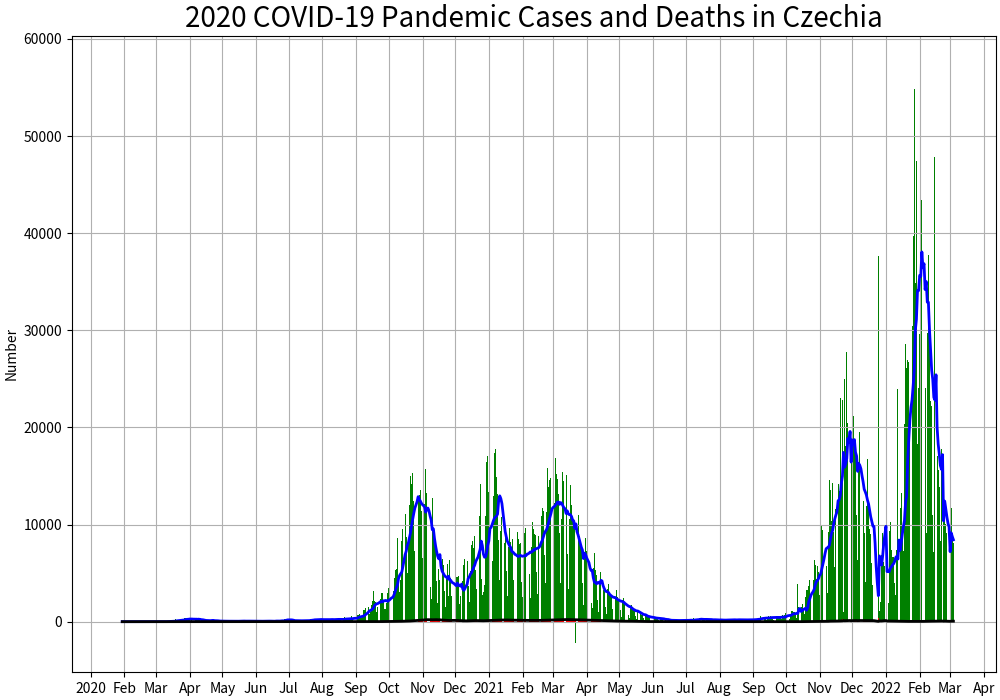 2020 COVID-19 Pandemic Cases and Deaths in Czechia
60000
50000
40000
30000
20000
10000
0
Number
2020 Feb Mar Apr May Jun Jul Aug Sep Oct Nov Dec 2021 Feb Mar Apr May Jun Jul Aug Sep Oct Nov Dec 2022 Feb Mar Apr